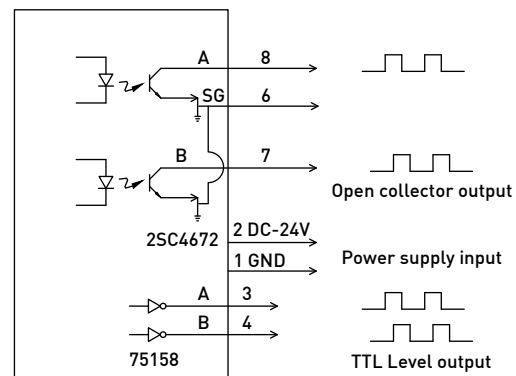 A 8
SG 6
B 7
Open collector output
2SC4672
2 DC-24V
1 GND
Power supply input
A 3
B 4
75158
TTL Level output